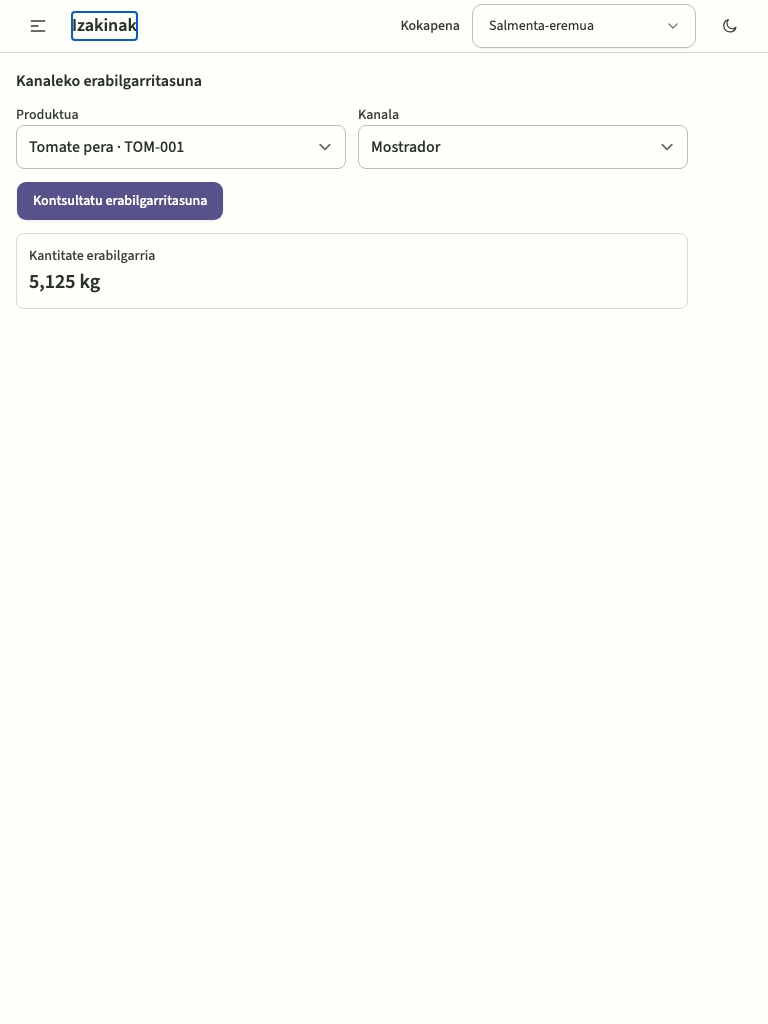 Izakinak
Kokapena
Salmenta-eremua
Kanaleko erabilgarritasuna
Produktua
Kanala
Tomate pera · TOM-001
Mostrador
Kontsultatu erabilgarritasuna
Kantitate erabilgarria
5,125 kg